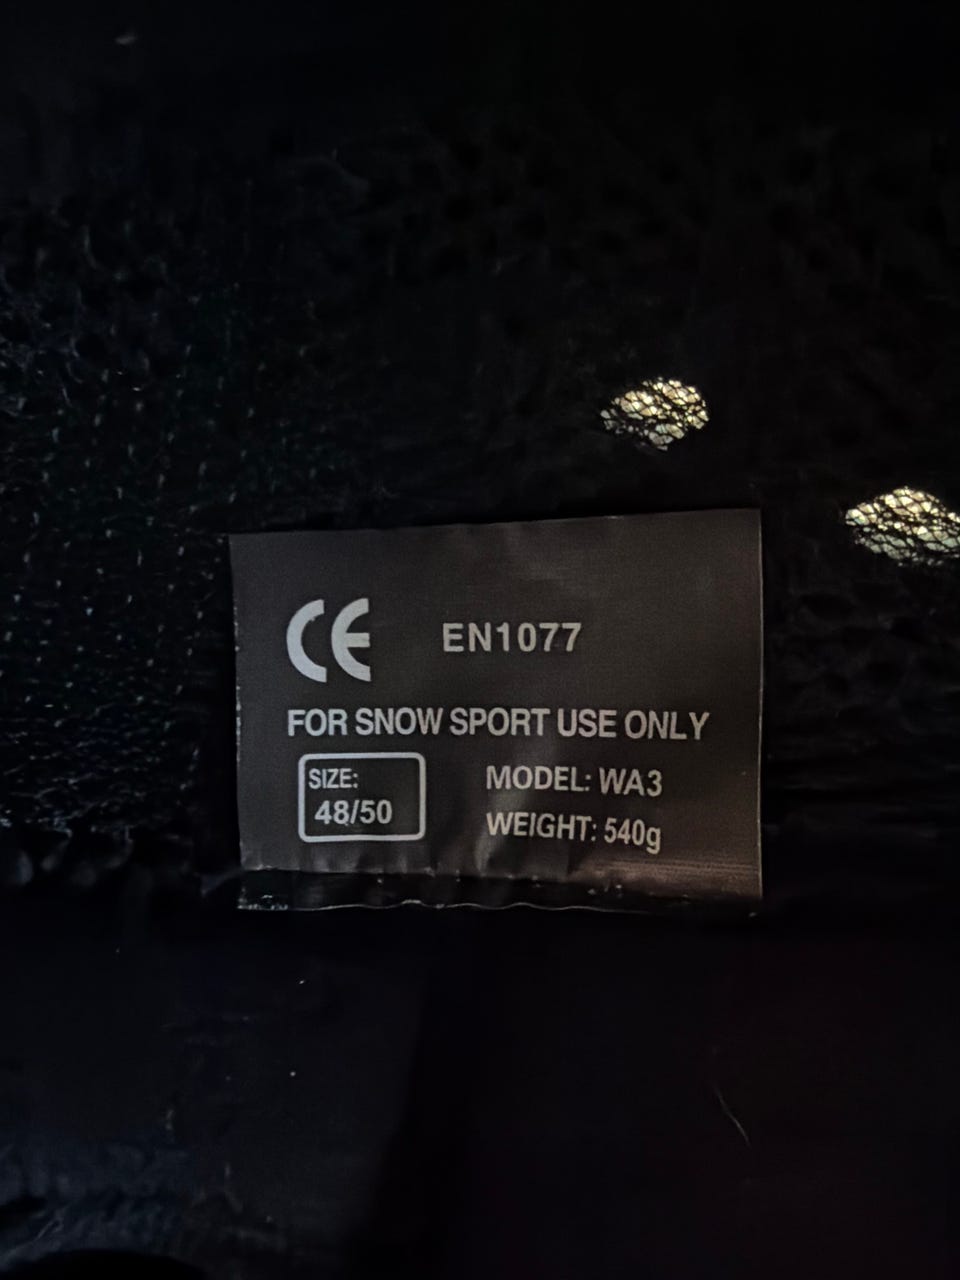 CE EN1077
FOR SNOW SPORT USE ONLY
SIZE: MODEL: WA3
48/50 WEIGHT: 540g